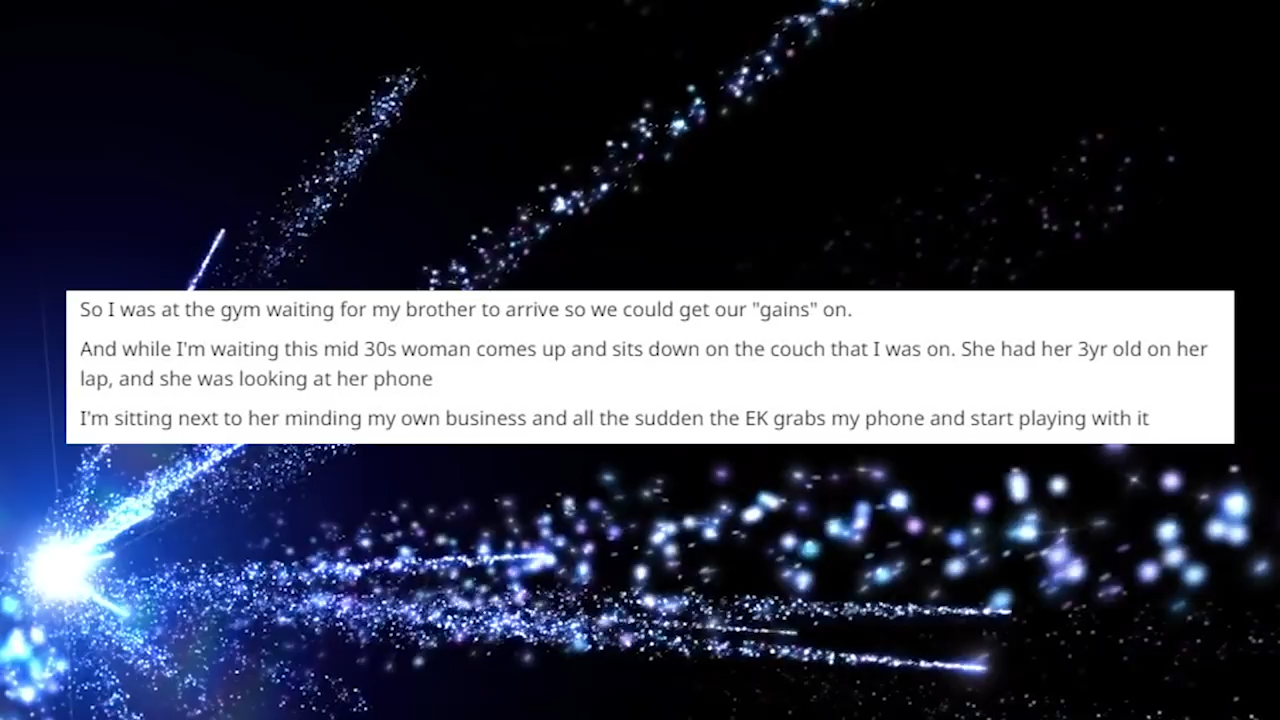 So I was at the gym waiting for my brother to arrive so we could get our "gains" on.
And while I'm waiting this mid 30s woman comes up and sits down on the couch that I was on. She had her 3yr old on her
lap, and she was looking at her phone
I'm sitting next to her minding my own business and all the sudden the EK grabs my phone and start playing with it